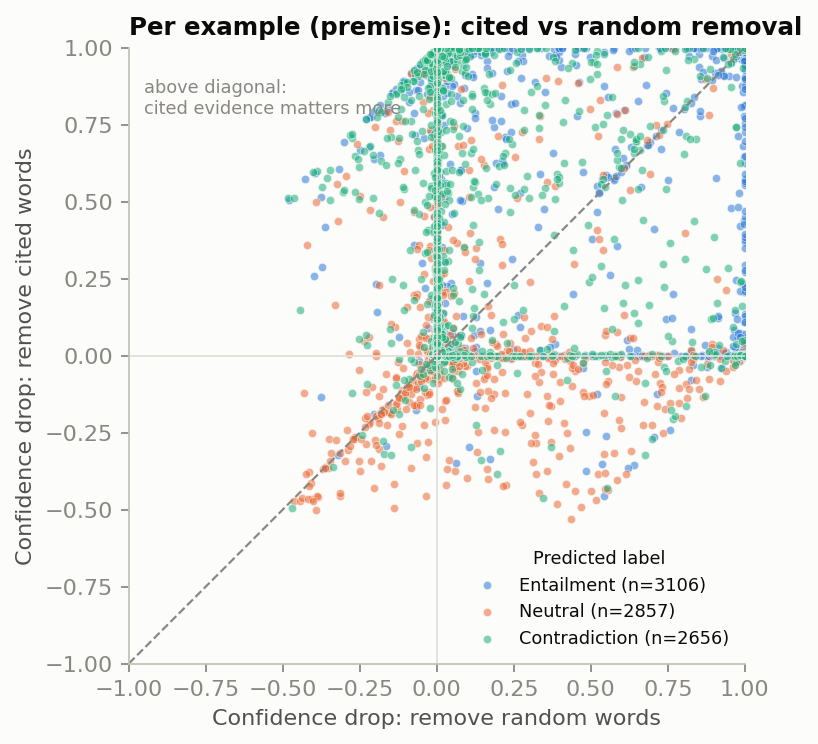 Per example (premise): cited vs random removal
above diagonal:
cited evidence matters more
1.00
0.75
0.50
0.25
0.00
−0.25
−0.50
−0.75
−1.00
Confidence drop: remove cited words
Predicted label
Entailment (n=3106)
Neutral (n=2857)
Contradiction (n=2656)
−1.00 −0.75 −0.50 −0.25 0.00 0.25 0.50 0.75 1.00
Confidence drop: remove random words